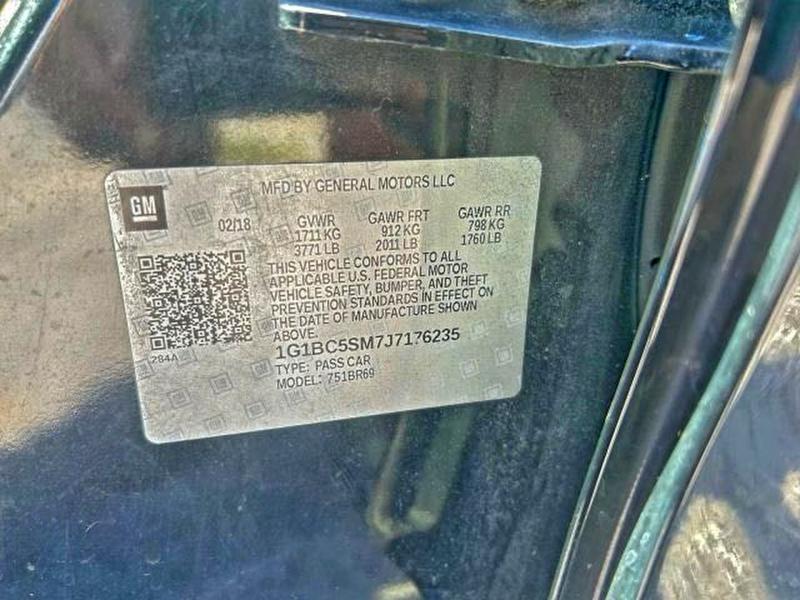 GM
MFD BY GENERAL MOTORS LLC
02/18 GVWR GAWR FRT GAWR RR
1711 KG 912 KG 798 KG
3771 LB 2011 LB 1760 LB
THIS VEHICLE CONFORMS TO ALL
APPLICABLE U.S. FEDERAL MOTOR
VEHICLE SAFETY, BUMPER, AND THEFT
PREVENTION STANDARDS IN EFFECT ON
THE DATE OF MANUFACTURE SHOWN
ABOVE.
284A
1G1BC5SM7J7176235
TYPE: PASS CAR
MODEL: 751BR69